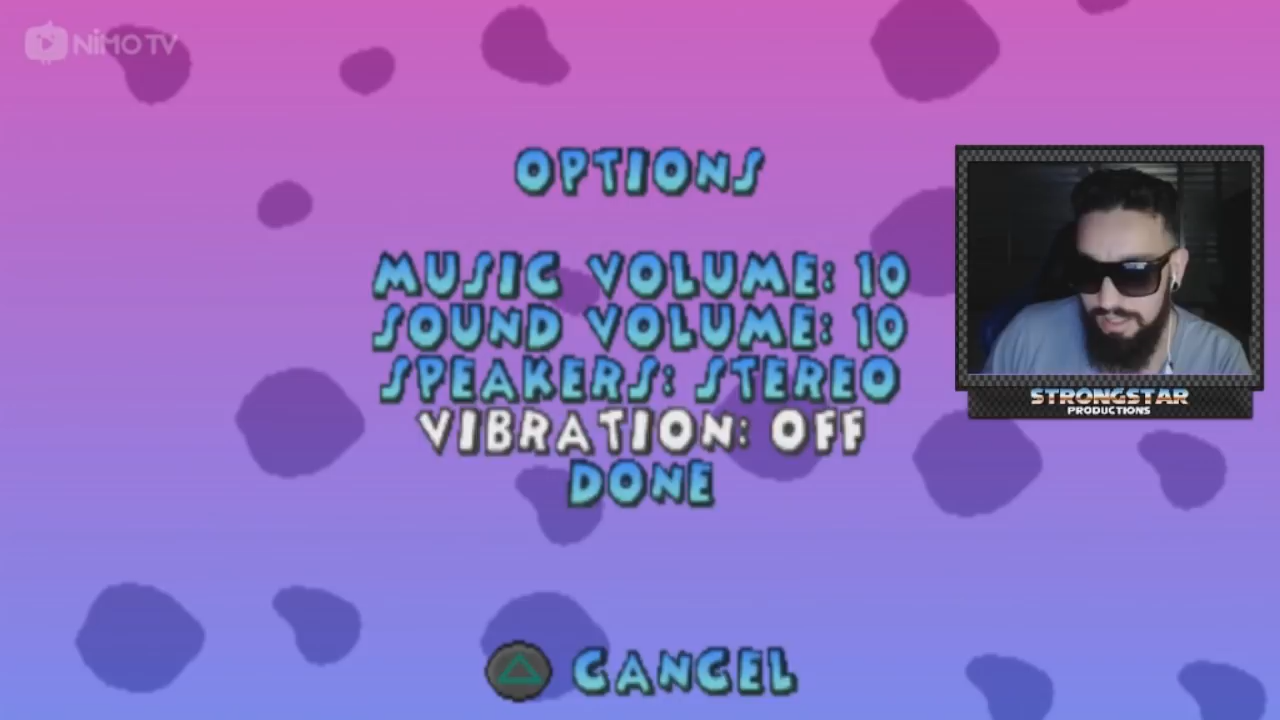 NIMO TV
OPTIONS
MUSIC VOLUME: 10
SOUND VOLUME: 10
SPEAKERS: STEREO
VIBRATION: OFF
DONE
CANCEL
STRONGSTAR
PRODUCTIONS